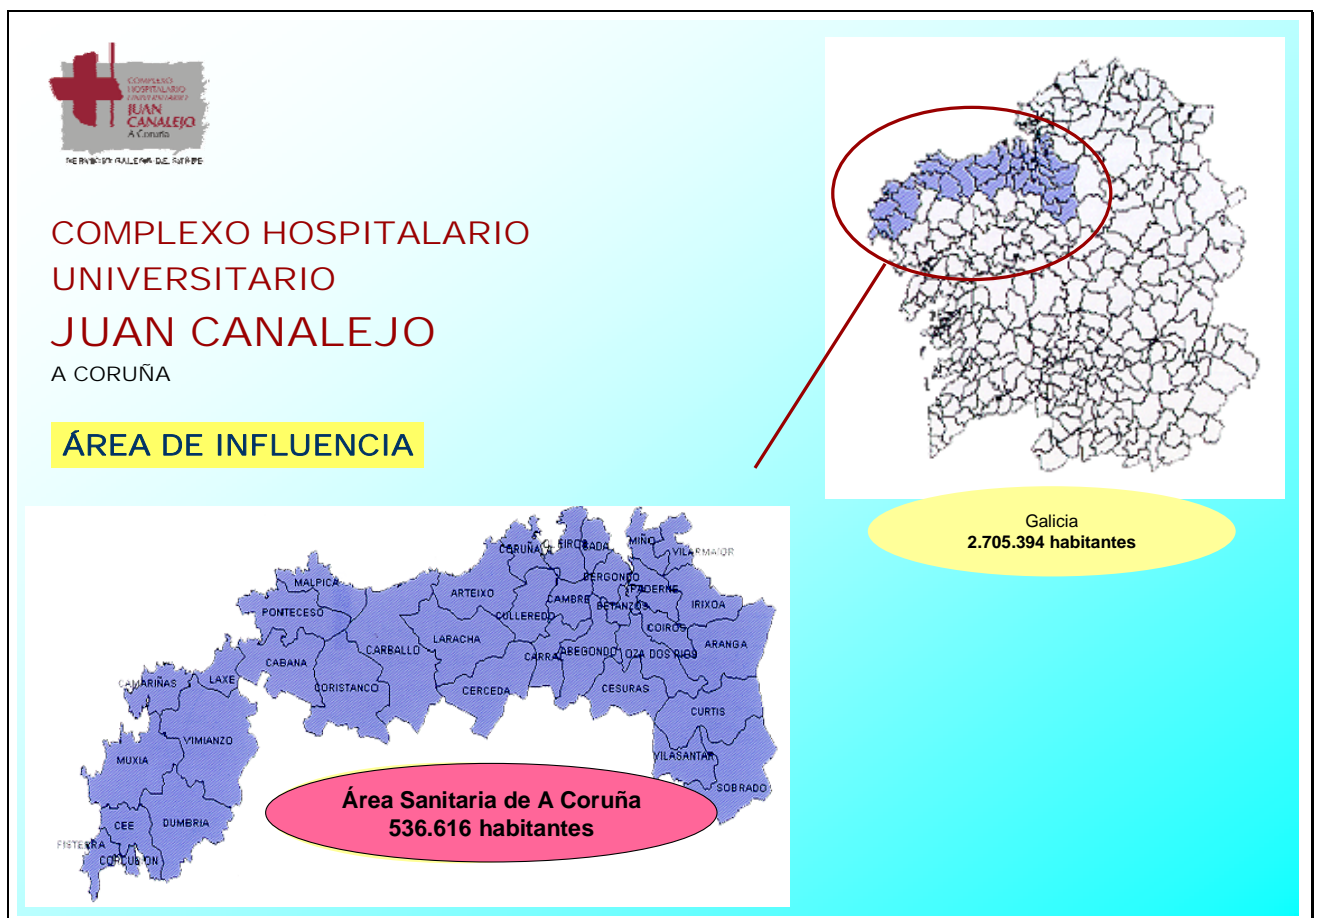 COMPLEXO
HOSPITALARIO
UNIVERSITARIO
JUAN
CANALEJO
A Coruña
COMPLEXO HOSPITALARIO
UNIVERSITARIO
JUAN CANALEJO
A CORUÑA
ÁREA DE INFLUENCIA
Galicia
2.705.394 habitantes
CORUÑA
SADA
MIÑO
VILARMAIOR
MALPICA
BERGONDO
PADERNE
ARTEIXO
CAMBRE
BETANZOS
IRIXOA
PONTECESO
CULLEREDO
COIROS
LARACHA
ARANGA
CARBALLO
CARRAL
ABEGONDO
OZA DOS RIOS
CABANA
CAMARIÑAS
LAXE
CORISTANCO
CERCEDA
CESURAS
CURTIS
VIMIANZO
MUXIA
VILASANTAR
SOBRADO
Área Sanitaria de A Coruña
536.616 habitantes
CEE
DUMBRIA
FISTERRA
CORCUBION